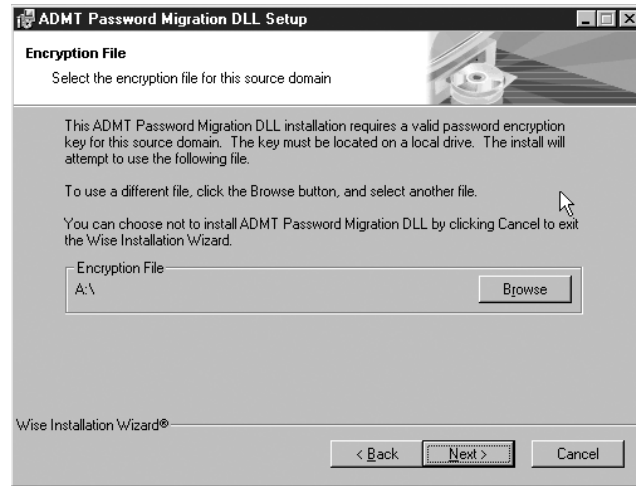 ADMT Password Migration DLL Setup
Encryption File
Select the encryption file for this source domain
This ADMT Password Migration DLL installation requires a valid password encryption
key for this source domain. The key must be located on a local drive. The install will
attempt to use the following file.
To use a different file, click the Browse button, and select another file.
You can choose not to install ADMT Password Migration DLL by clicking Cancel to exit
the Wise Installation Wizard.
Encryption File
A:\
Browse
Wise Installation Wizard®
< Back
Next >
Cancel